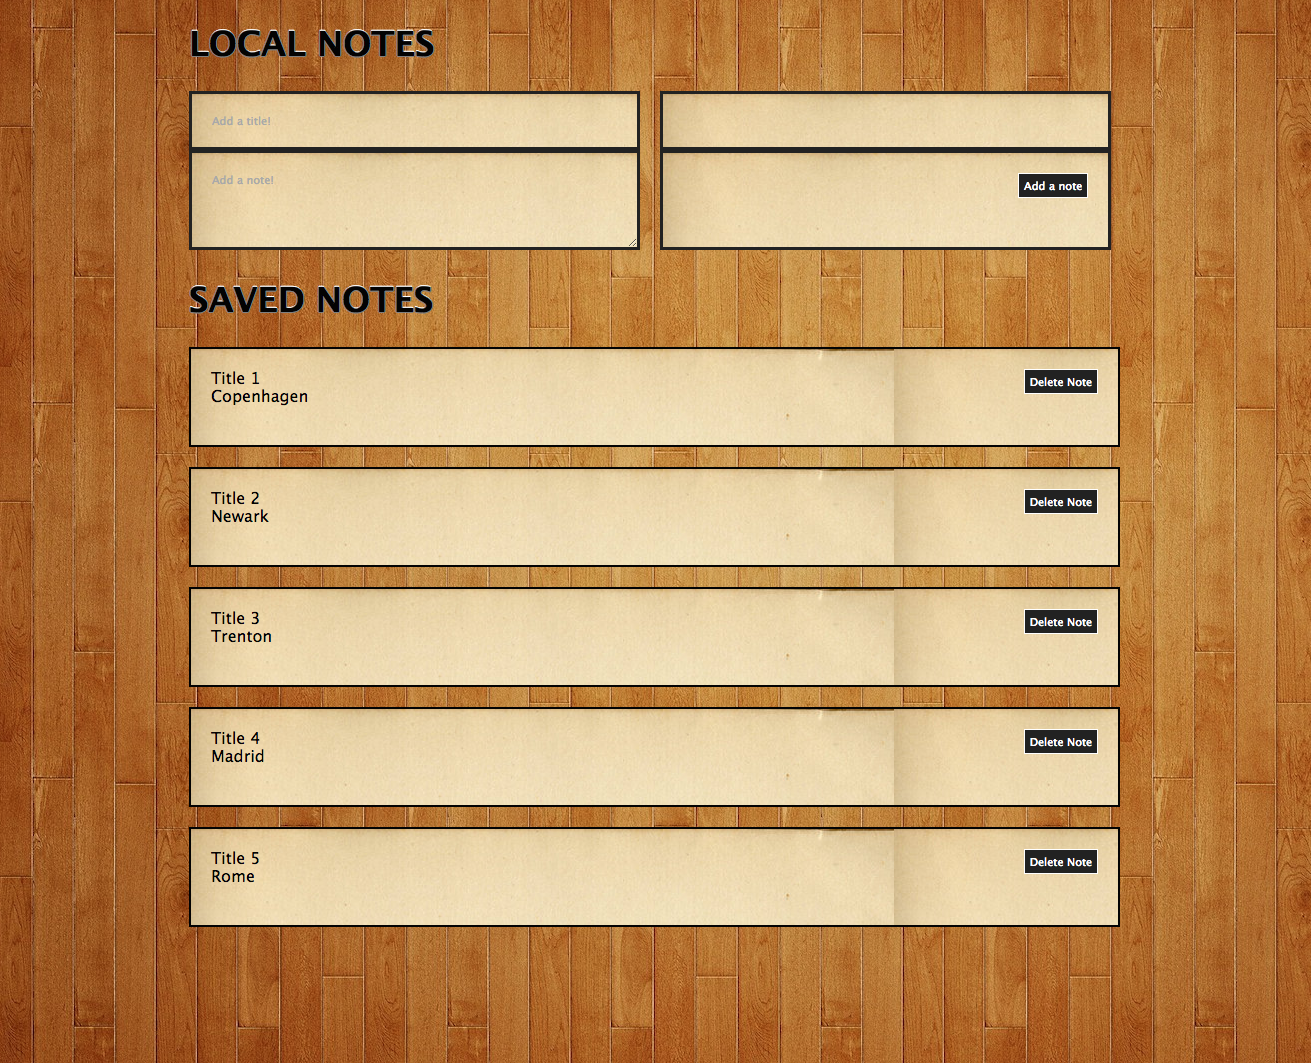 LOCAL NOTES
Add a title!
Add a note!
Add a note
SAVED NOTES
Title 1
Copenhagen
Delete Note
Title 2
Newark
Delete Note
Title 3
Trenton
Delete Note
Title 4
Madrid
Delete Note
Title 5
Rome
Delete Note